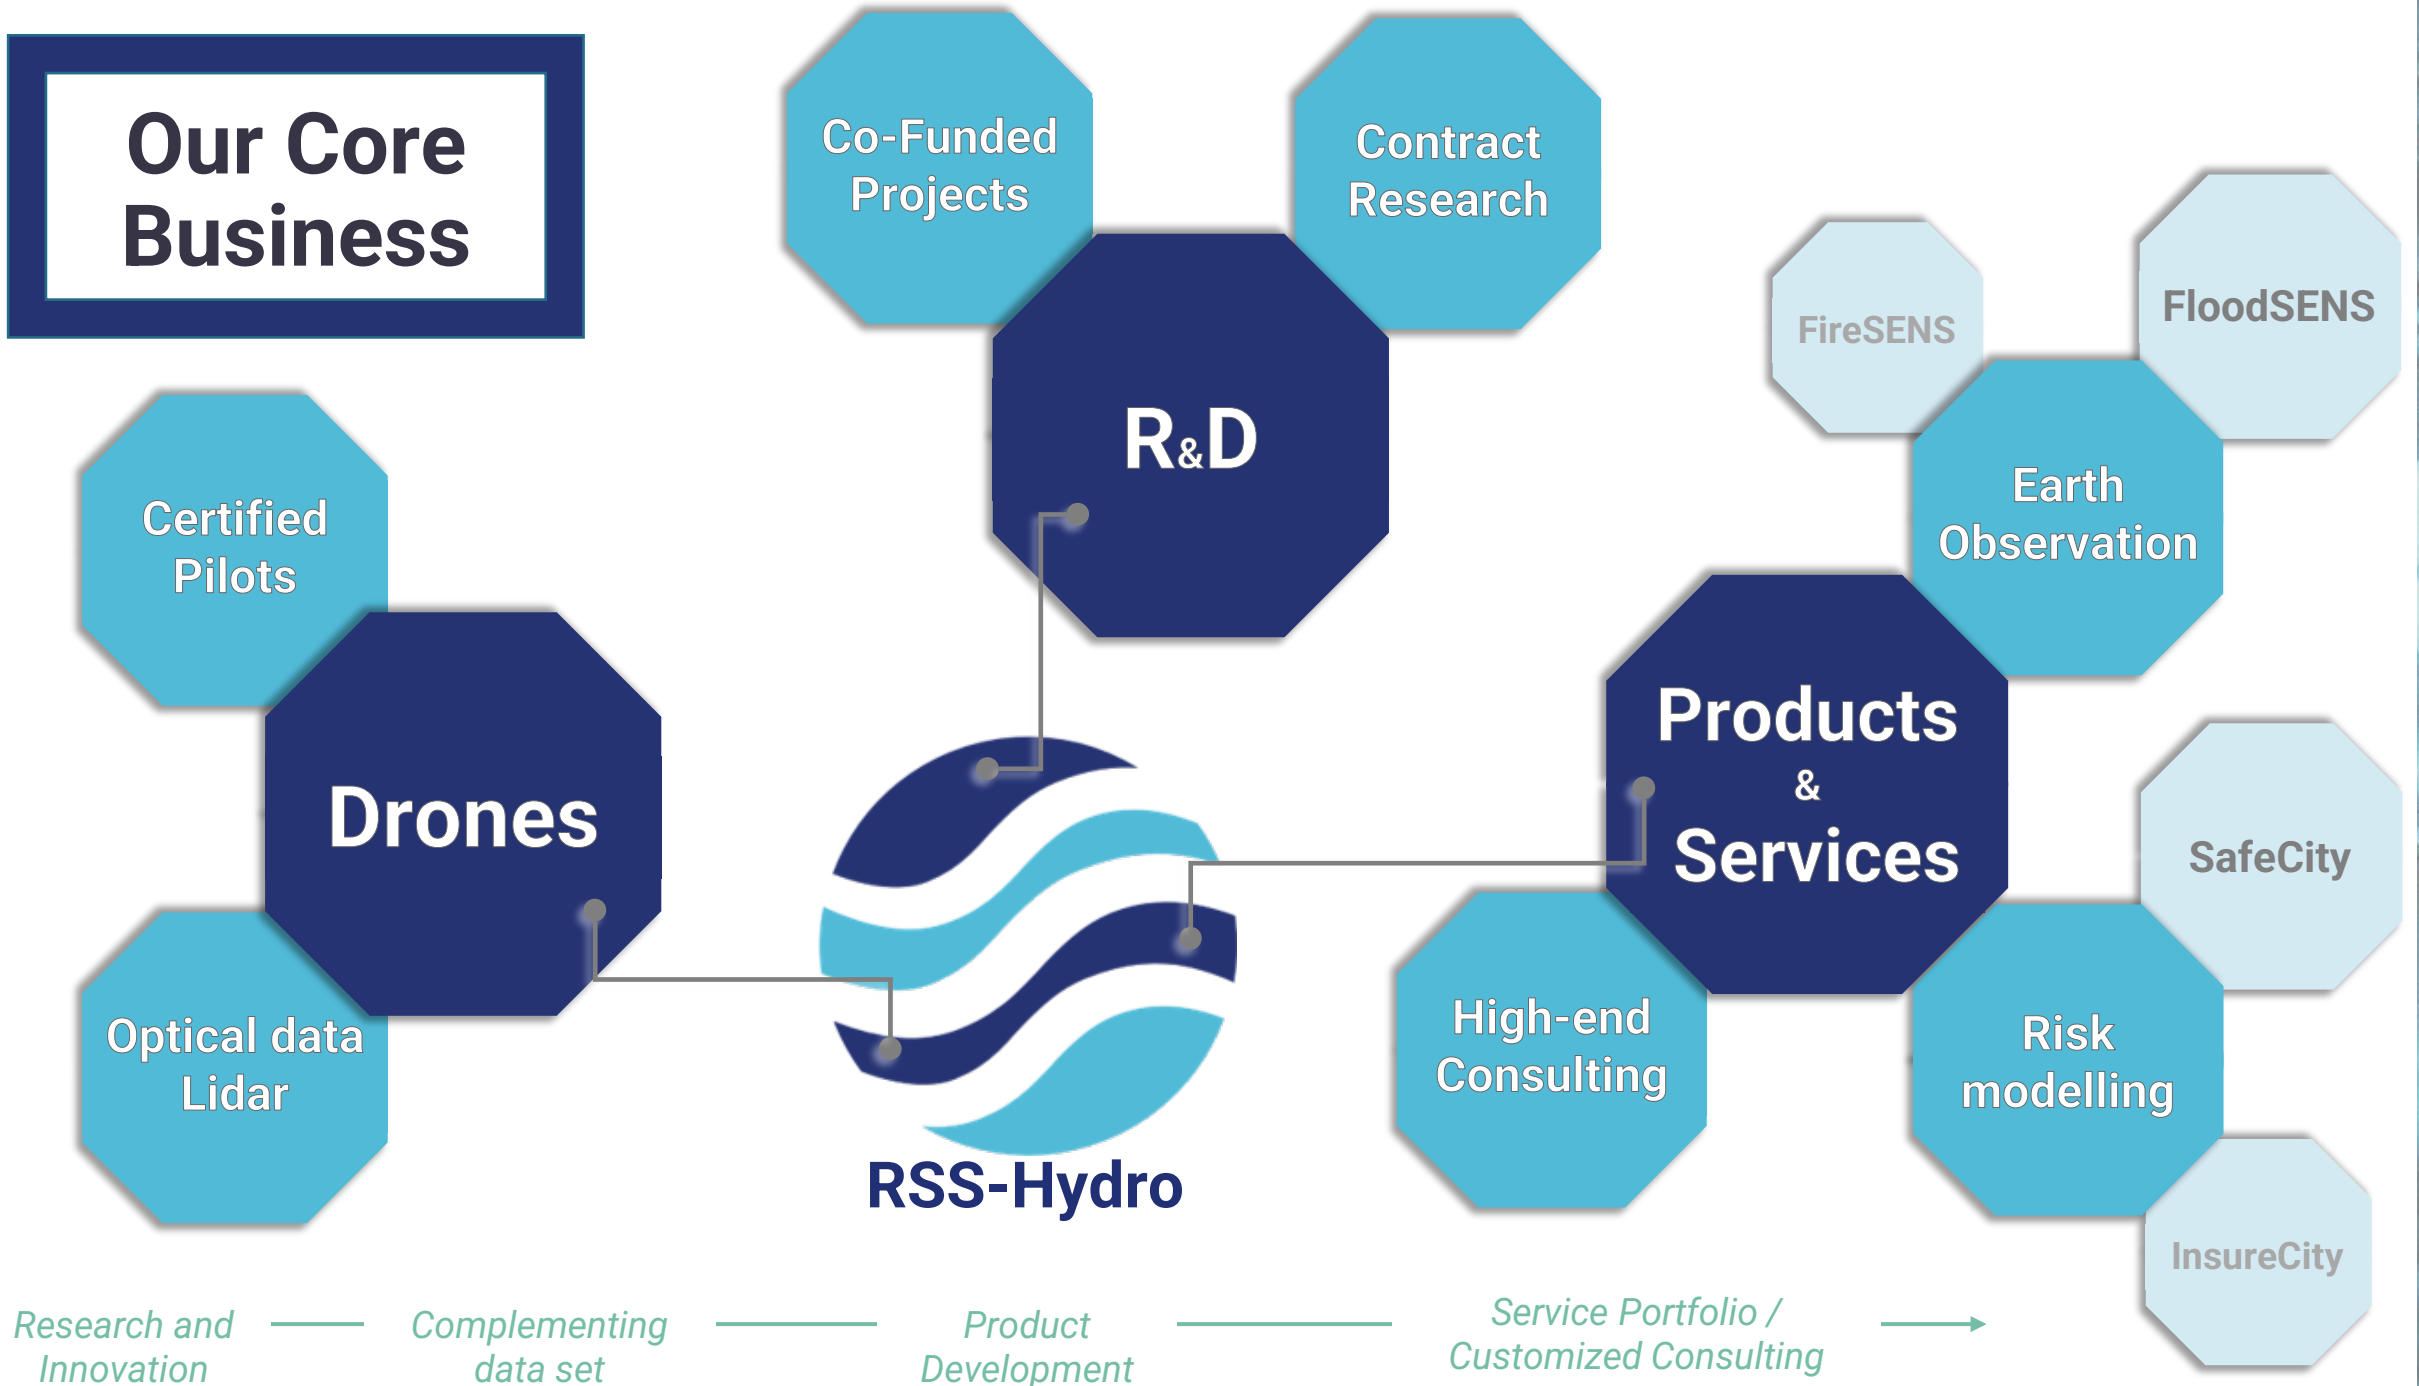 Our Core
Business
Co-Funded
Projects
Contract
Research
R&D
FireSENS
FloodSENS
Earth
Observation
Certified
Pilots
Drones
Optical data
Lidar
Products
&
Services
SafeCity
High-end
Consulting
Risk
modelling
InsureCity
RSS-Hydro
Research and
Innovation
Complementing
data set
Product
Development
Service Portfolio /
Customized Consulting